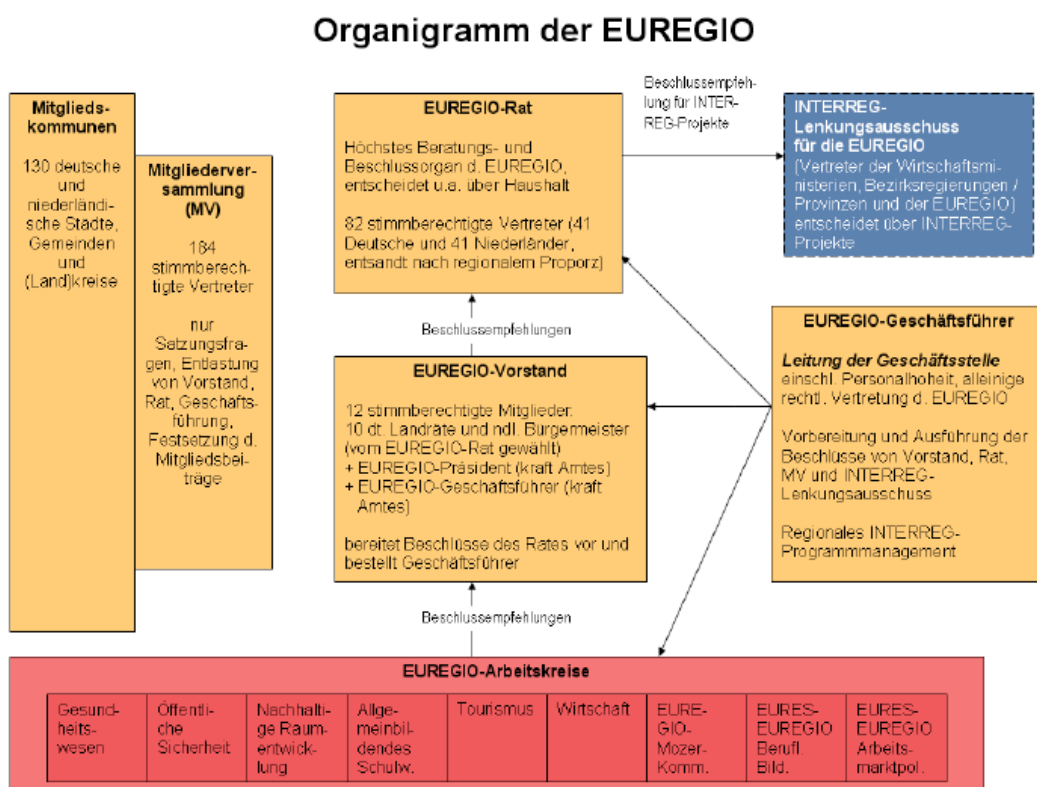 Organigramm der EUREGIO
Mitglieds-
kommunen
130 deutsche
und
niederländi-
sche Städte,
Gemeinden
und
(Land)kreise
Mitgliederver-
sammlung
(MV)
184
stimmberech-
tigte Vertreter
nur
Satzungsfra-
gen, Entlastung
von Vorstand,
Rat, Geschäfts-
führung,
Festsetzung d.
Mitgliedsbei-
träge
EUREGIO-Rat
Höchstes Beratungs- und
Beschlussorgan d. EUREGIO,
entscheidet u.a. über Haushalt
82 stimmberechtigte Vertreter (41
Deutsche und 41 Niederländer,
entsandt nach regionalem Proporz)
Beschlussempfeh-
lung für INTER-
REG-Projekte
INTERREG-
Lenkungsausschuss
für die EUREGIO
(Vertreter der Wirtschaftsmi-
nisterien, Bezirksregierungen /
Provinzen und der EUREGIO)
entscheidet über INTERREG-
Projekte
Beschlussempfehlungen
EUREGIO-Vorstand
12 stimmberechtigte Mitglieder:
10 dt. Landräte und ndl. Bürgermeister
(vom EUREGIO-Rat gewählt)
+ EUREGIO-Präsident (kraft Amtes)
+ EUREGIO-Geschäftsführer (kraft
Amtes)
bereitet Beschlüsse des Rates vor und
bestellt Geschäftsführer
EUREGIO-Geschäftsführer
Leitung der Geschäftsstelle
einschl. Personalhoheit, alleinige
rechtl. Vertretung d. EUREGIO
Vorbereitung und Ausführung der
Beschlüsse von Vorstand, Rat,
MV und INTERREG-
Lenkungsausschuss
Regionales INTERREG-
Programmmanagement
Beschlussempfehlungen
EUREGIO-Arbeitskreise
Gesund-
heits-
wesen
Öffentli-
che
Sicherheit
Nachhalti-
ge Raum-
entwick-
lung
Allge-
meinbil-
dendes
Schulw.
Tourismus
Wirtschaft
EURE-
GIO-
Mozer-
Komm.
EURES-
EUREGIO
Berufl.
Bild.
EURES-
EUREGIO
Arbeits-
marktpol.